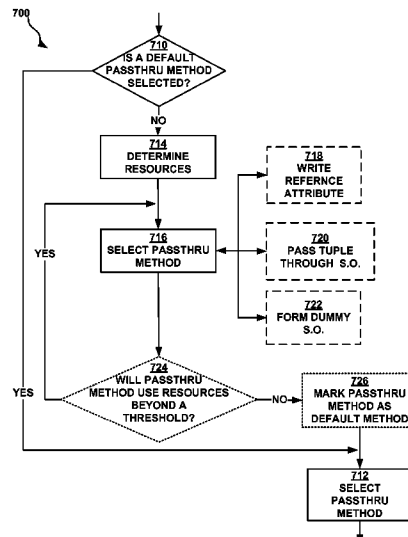 700
710
IS A DEFAULT
PASSTHRU METHOD
SELECTED?
NO
714
DETERMINE
RESOURCES
718
WRITE
REFERNCE
ATTRIBUTE
YES
716
SELECT PASSTHRU
METHOD
720
PASS TUPLE
THROUGH S.O.
722
FORM DUMMY
S.O.
724
WILL PASSTHRU
METHOD USE RESOURCES
BEYOND A
THRESHOLD?
YES
NO
726
MARK PASSTHRU
METHOD AS
DEFAULT METHOD
712
SELECT
PASSTHRU
METHOD